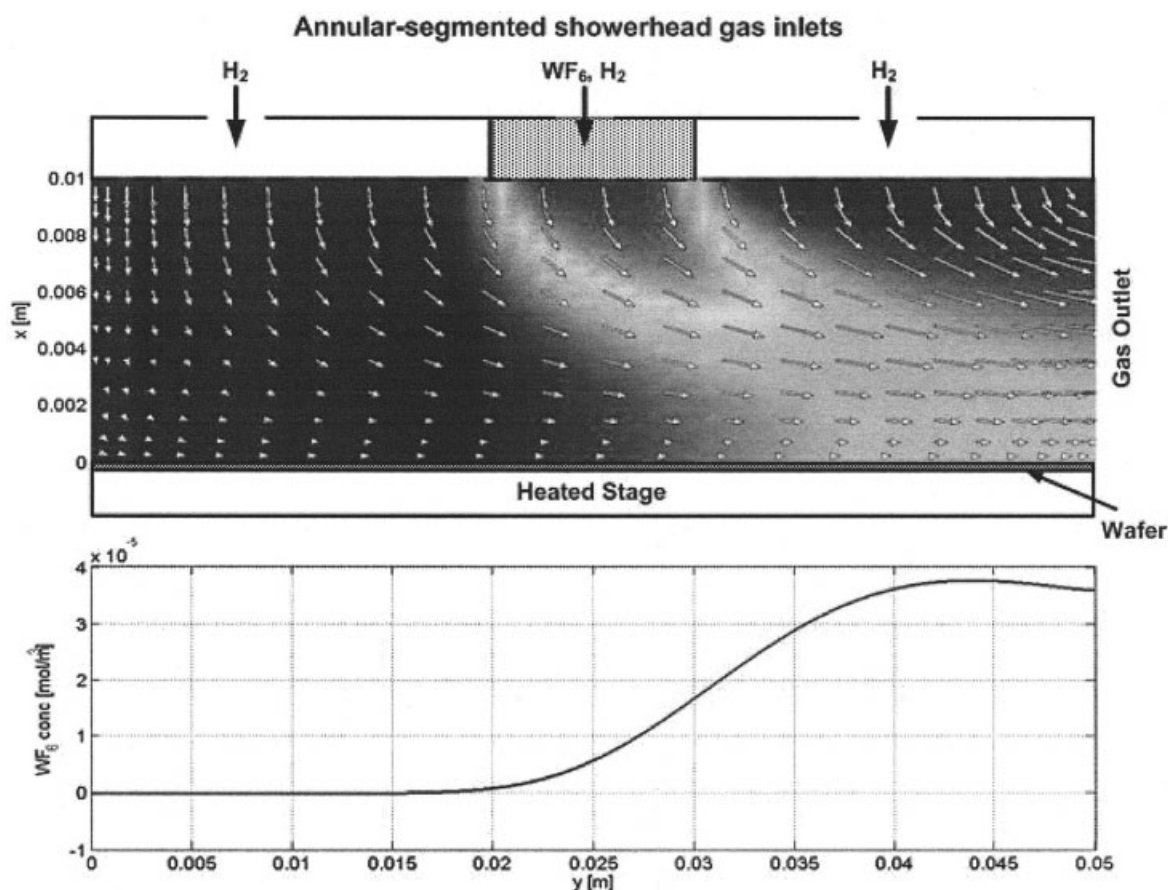 Annular-segmented showerhead gas inlets
H₂ WF₆, H₂ H₂
0.01
0.008
0.006
0.004
0.002
0
x [m]
Gas Outlet
Heated Stage
Wafer
× 10⁻⁵
4
3
2
1
0
-1
WF₆ conc [mol/m³]
0 0.005 0.01 0.015 0.02 0.025 0.03 0.035 0.04 0.045 0.05
y [m]